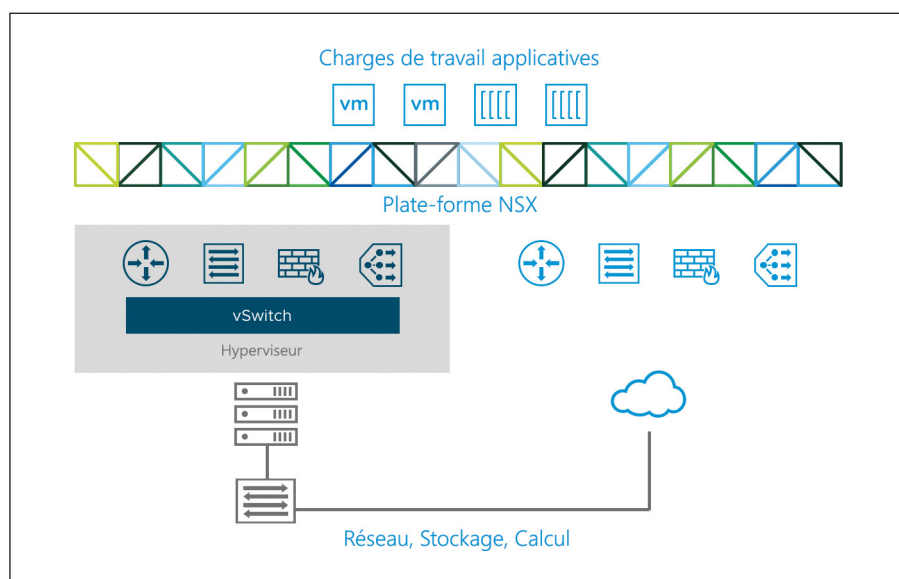 Charges de travail applicatives
vm
vm
Plate-forme NSX
vSwitch
Hyperviseur
Réseau, Stockage, Calcul